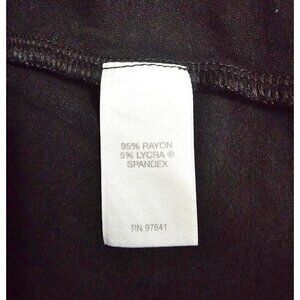 95% RAYON
5% LYCRA ®
SPANDEX
RN 97641